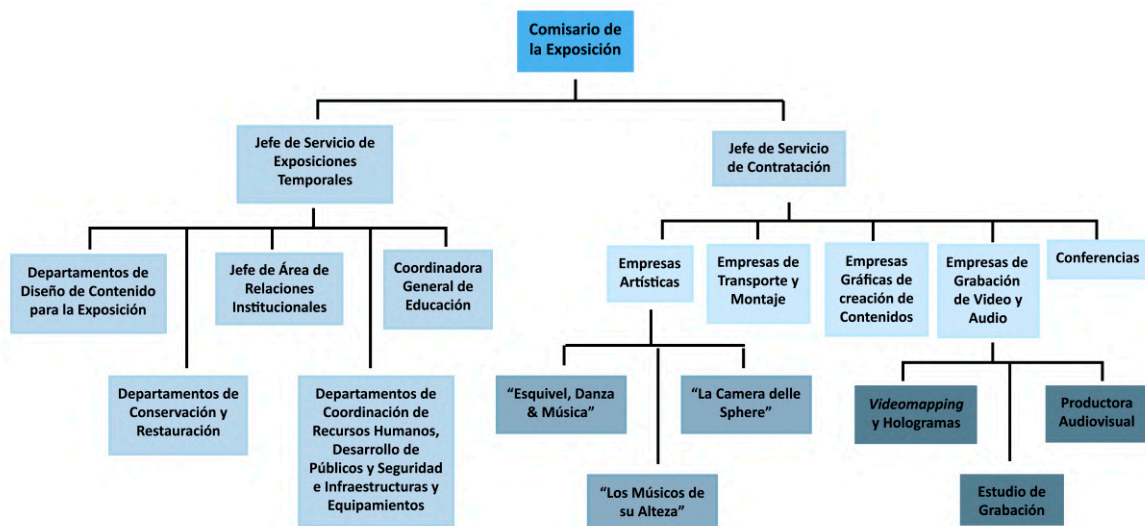 Comisario de
la Exposición
Jefe de Servicio de
Exposiciones
Temporales
Jefe de Servicio
de Contratación
Departamentos de
Diseño de Contenido
para la Exposición
Jefe de Área de
Relaciones
Institucionales
Coordinadora
General de
Educación
Empresas
Artísticas
Empresas de
Transporte y
Montaje
Empresas
Gráficas de
creación de
Contenidos
Empresas de
Grabación
de Video y
Audio
Conferencias
Departamentos de
Conservación y
Restauración
Departamentos de
Coordinación de
Recursos Humanos,
Desarrollo de
Públicos y Seguridad
e Infraestructuras y
Equipamientos
“Esquivel, Danza
& Música”
“La Camera delle
Sphere”
Videomapping
y Hologramas
Productora
Audiovisual
“Los Músicos de
su Alteza”
Estudio de
Grabación